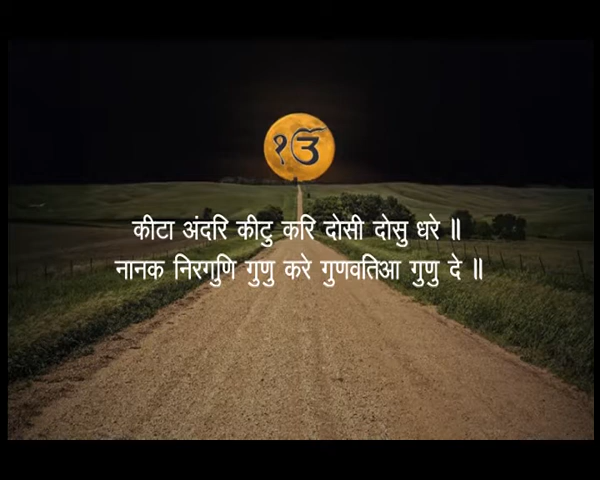 ੴ
कीटा अंदरि कीटु करि दोसी दोसु धरे ॥
नानक निरगुणि गुणु करे गुणवतिआ गुणु दे ॥